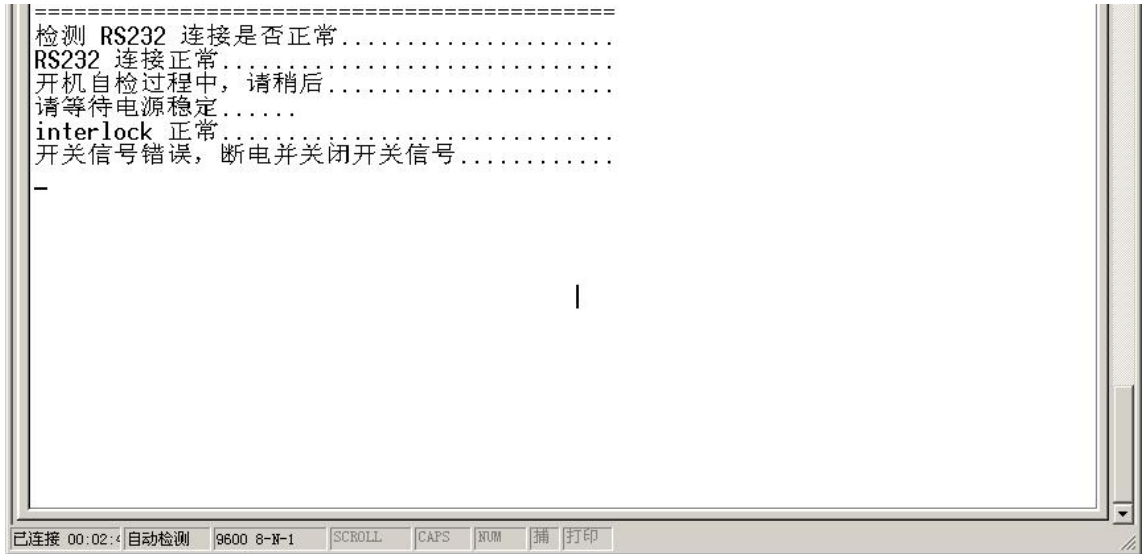 ============================================
检测 RS232 连接是否正常.....................
RS232 连接正常..............................
开机自检过程中，请稍后......................
请等待电源稳定......
interlock 正常..............................
开关信号错误，断电并关闭开关信号............
_
已连接 00:02:4 自动检测 9600 8-N-1 SCROLL CAPS NUM 捕 打印